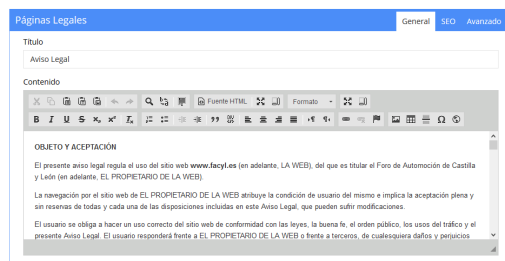 Páginas Legales
General SEO Avanzado
Título
Aviso Legal
Contenido
Fuente HTML Formato
OBJETO Y ACEPTACIÓN
El presente aviso legal regula el uso del sitio web www.facyl.es (en adelante, LA WEB), del que es titular el Foro de Automoción de Castilla
y León (en adelante, EL PROPIETARIO DE LA WEB).
La navegación por el sitio web de EL PROPIETARIO DE LA WEB atribuye la condición de usuario del mismo e implica la aceptación plena y
sin reservas de todas y cada una de las disposiciones incluidas en este Aviso Legal, que pueden sufrir modificaciones.
El usuario se obliga a hacer un uso correcto del sitio web de conformidad con las leyes, la buena fe, el orden público, los usos del tráfico y el
presente Aviso Legal. El usuario responderá frente a EL PROPIETARIO DE LA WEB o frente a terceros, de cualesquiera daños y perjuicios